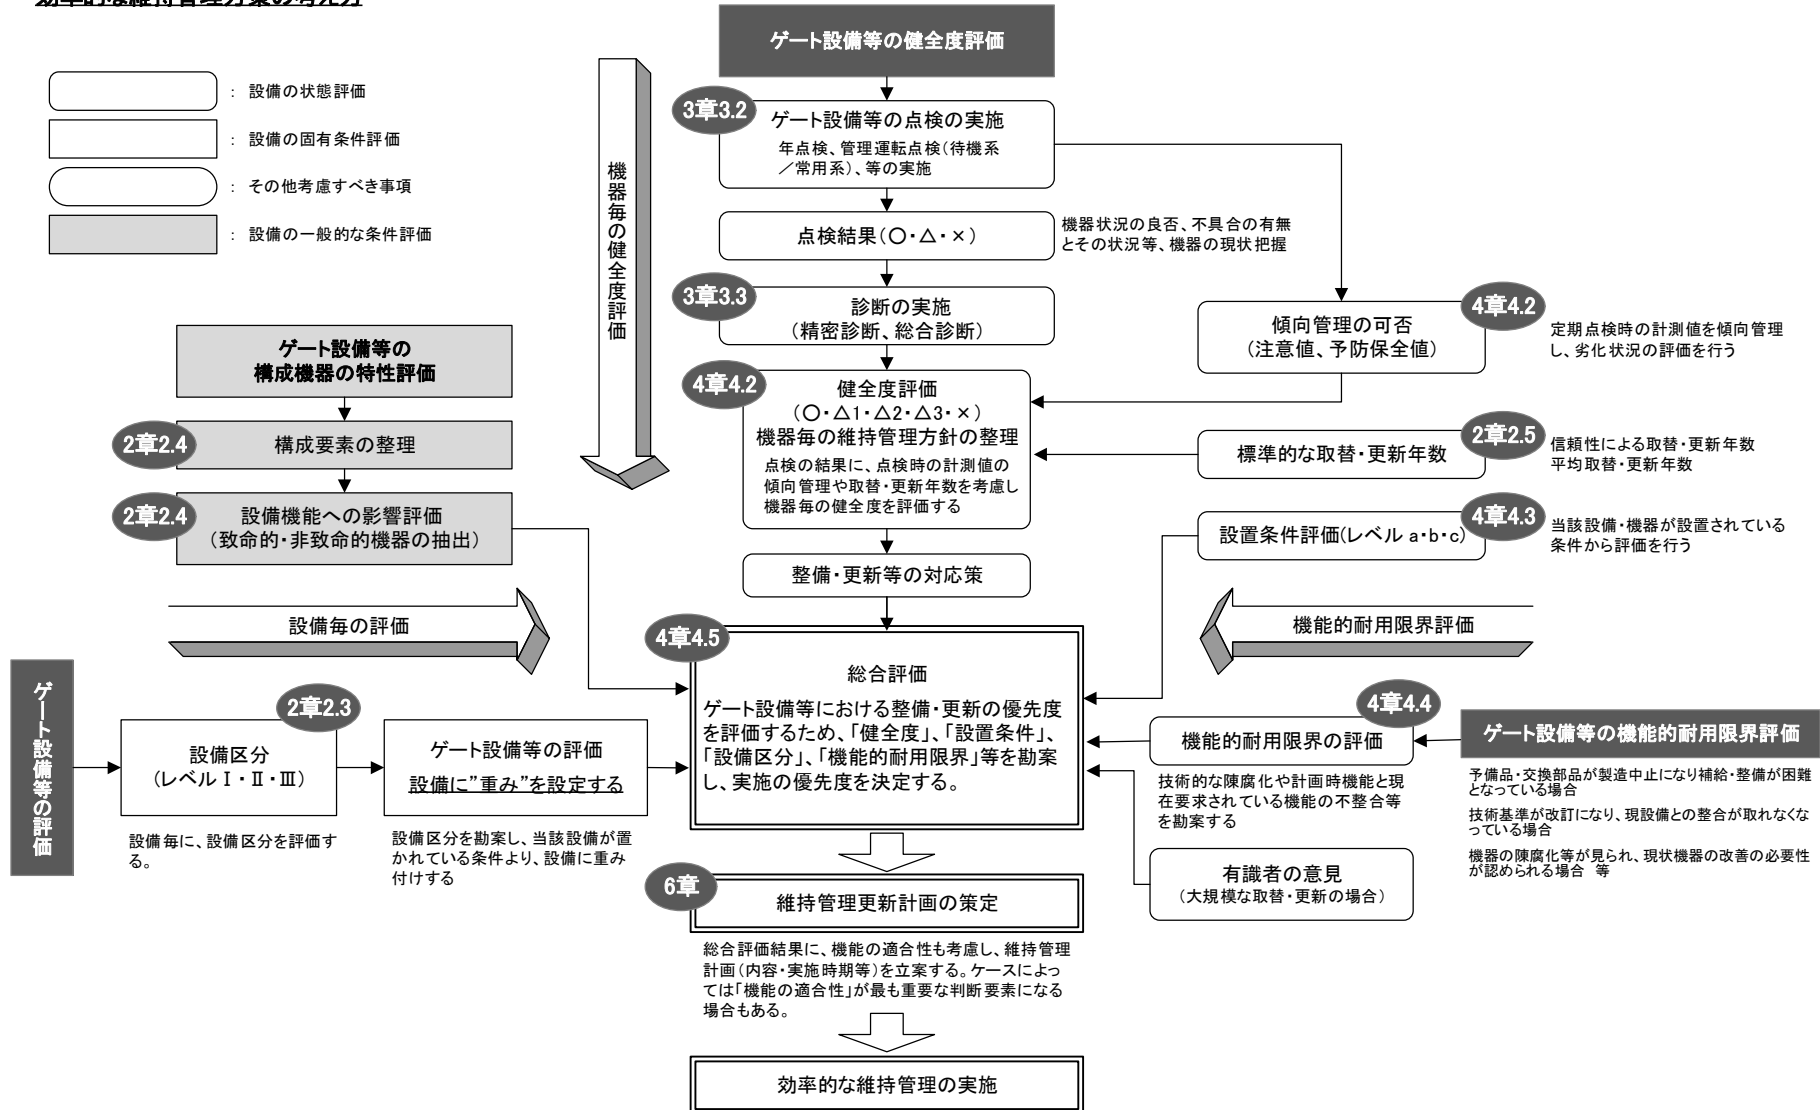 効率的な維持管理方策の考え方
： 設備の状態評価
： 設備の固有条件評価
： その他考慮すべき事項
： 設備の一般的な条件評価
機器毎の健全度評価
ゲート設備等の健全度評価
3章3.2
ゲート設備等の点検の実施
年点検、管理運転点検（待機系
／常用系）、等の実施
点検結果（○・△・×）
機器状況の良否、不具合の有無
とその状況等、機器の現状把握
3章3.3
診断の実施
（精密診断、総合診断）
4章4.2
傾向管理の可否
（注意値、予防保全値）
定期点検時の計測値を傾向管理
し、劣化状況の評価を行う
4章4.2
健全度評価
（○・△1・△2・△3・×）
機器毎の維持管理方針の整理
点検の結果に、点検時の計測値の
傾向管理や取替・更新年数を考慮し
機器毎の健全度を評価する
2章2.5
標準的な取替・更新年数
信頼性による取替・更新年数
平均取替・更新年数
4章4.3
設置条件評価(レベル a・b・c)
当該設備・機器が設置されている
条件から評価を行う
整備・更新等の対応策
ゲート設備等の
構成機器の特性評価
2章2.4
構成要素の整理
2章2.4
設備機能への影響評価
（致命的・非致命的機器の抽出）
設備毎の評価
機能的耐用限界評価
ゲート設備等の評価
2章2.3
設備区分
（レベルⅠ・Ⅱ・Ⅲ）
設備毎に、設備区分を評価す
る。
ゲート設備等の評価
設備に”重み”を設定する
設備区分を勘案し、当該設備が置
かれている条件より、設備に重み
付けする
4章4.5
総合評価
ゲート設備等における整備・更新の優先度
を評価するため、「健全度」、「設置条件」、
「設備区分」、「機能的耐用限界」等を勘案
し、実施の優先度を決定する。
4章4.4
機能的耐用限界の評価
技術的な陳腐化や計画時機能と現
在要求されている機能の不整合等
を勘案する
ゲート設備等の機能的耐用限界評価
予備品・交換部品が製造中止になり補給・整備が困難
となっている場合
技術基準が改訂になり、現設備との整合が取れなくな
っている場合
機器の陳腐化等が見られ、現状機器の改善の必要性
が認められる場合 等
有識者の意見
（大規模な取替・更新の場合）
6章
維持管理更新計画の策定
総合評価結果に、機能の適合性も考慮し、維持管理
計画（内容・実施時期等）を立案する。ケースによっ
ては「機能の適合性」が最も重要な判断要素になる
場合もある。
効率的な維持管理の実施